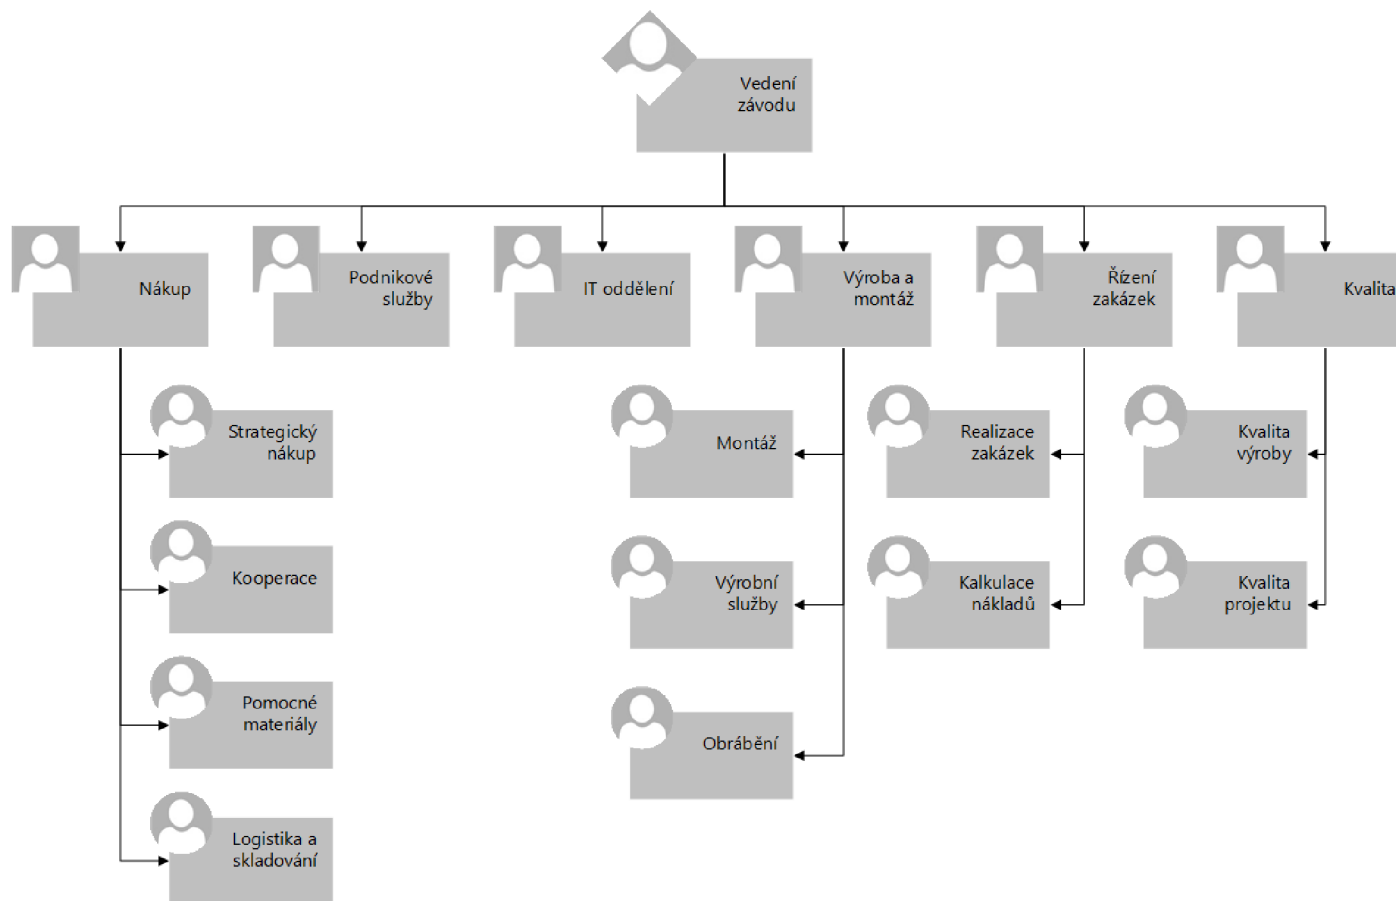 Vedení
závodu
Nákup
Podnikové
služby
IT oddělení
Výroba a
montáž
Řízení
zakázek
Kvalita
Strategický
nákup
Montáž
Realizace
zakázek
Kvalita
výroby
Kooperace
Výrobní
služby
Kalkulace
nákladů
Kvalita
projektu
Pomocné
materiály
Obrábění
Logistika a
skladování